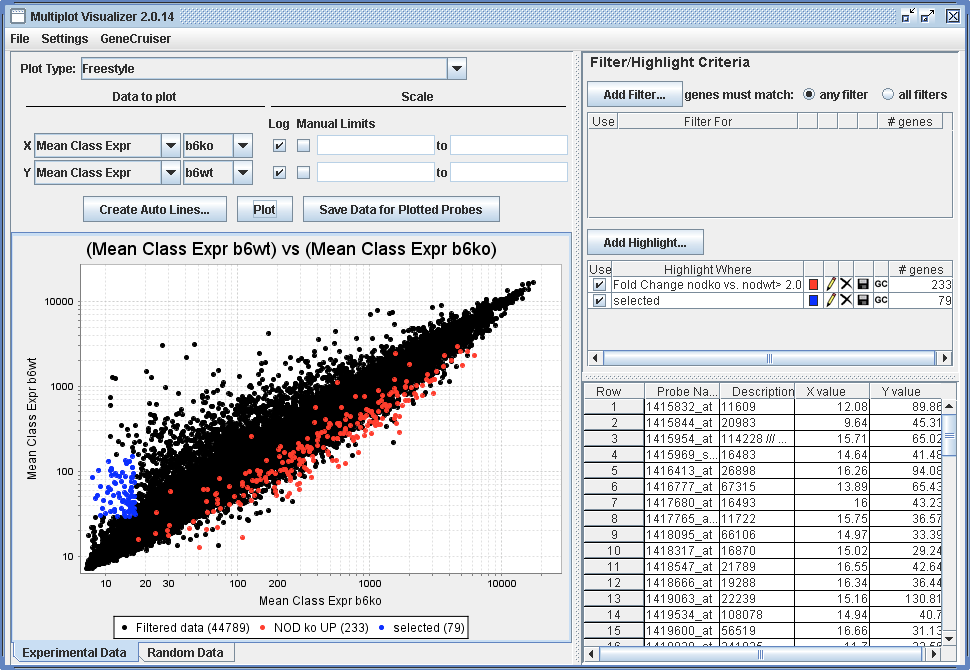 Multiplot Visualizer 2.0.14
File Settings GeneCruiser
Plot Type: Freestyle
Data to plot Scale
Log Manual Limits
X Mean Class Expr b6ko to
Y Mean Class Expr b6wt to
Create Auto Lines... Plot Save Data for Plotted Probes
(Mean Class Expr b6wt) vs (Mean Class Expr b6ko)
Mean Class Expr b6wt
10000
1000
100
10
10 20 30 100 200 1000 10000
Mean Class Expr b6ko
Filtered data (44789) NOD ko UP (233) selected (79)
Experimental Data Random Data
Filter/Highlight Criteria
Add Filter... genes must match: any filter all filters
Use Filter For # genes
Add Highlight...
Use Highlight Where # genes
Fold Change nodko vs. nodwt> 2.0 GC 233
selected GC 79
Row Probe Na... Description X value Y value
1 1415832_at 11609 12.08 89.88
2 1415844_at 20983 9.64 45.31
3 1415954_at 114228 /// ... 15.71 65.02
4 1415969_s... 16483 14.64 41.48
5 1416413_at 26898 16.26 94.08
6 1416777_at 67315 13.89 65.43
7 1417680_at 16493 16 43.23
8 1417765_a... 11722 15.75 36.57
9 1418095_at 66106 14.97 33.39
10 1418317_at 16870 15.02 29.24
11 1418547_at 21789 16.55 42.64
12 1418666_at 19288 16.34 36.44
13 1419063_at 22239 15.16 130.81
14 1419534_at 108078 14.94 40.7
15 1419600_at 56519 16.66 31.13
16